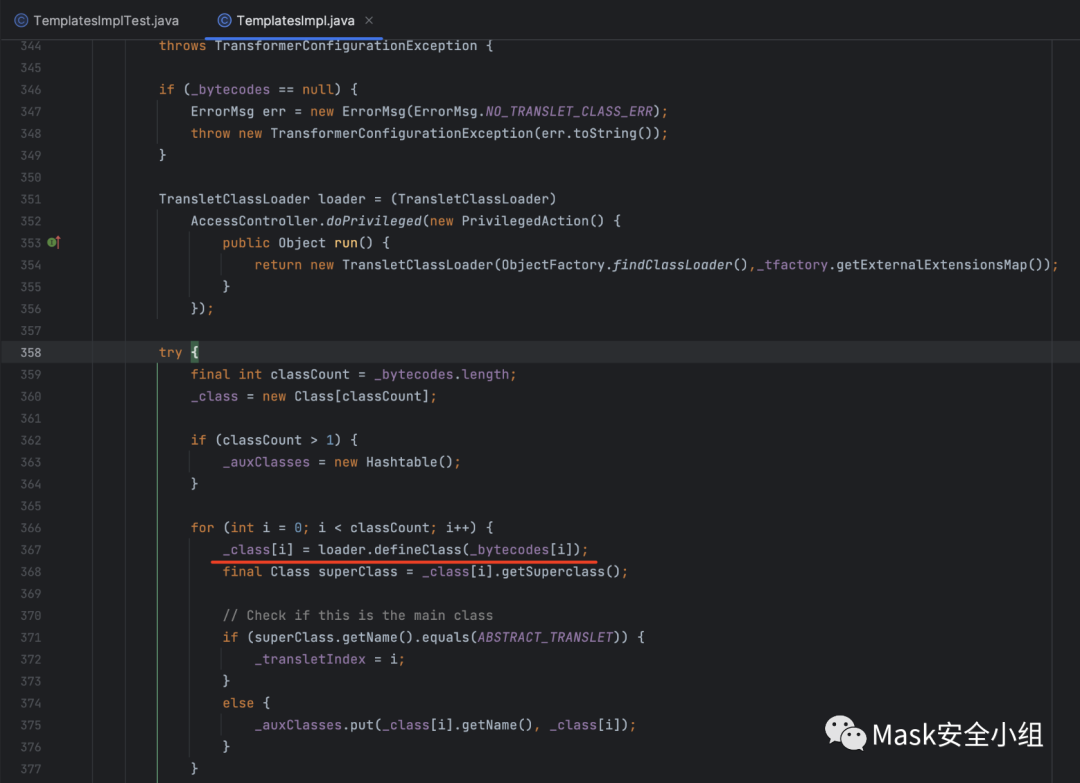 TemplatesImplTest.java TemplatesImpl.java
344 throws TransformerConfigurationException {
345
346 if (_bytecodes == null) {
347 ErrorMsg err = new ErrorMsg(ErrorMsg.NO_TRANSLET_CLASS_ERR);
348 throw new TransformerConfigurationException(err.toString());
349 }
350
351 TransletClassLoader loader = (TransletClassLoader)
352 AccessController.doPrivileged(new PrivilegedAction() {
353 public Object run() {
354 return new TransletClassLoader(ObjectFactory.findClassLoader(),_tfactory.getExternalExtensionsMap());
355 }
356 });
357
358 try {
359 final int classCount = _bytecodes.length;
360 _class = new Class[classCount];
361
362 if (classCount > 1) {
363 _auxClasses = new Hashtable();
364 }
365
366 for (int i = 0; i < classCount; i++) {
367 _class[i] = loader.defineClass(_bytecodes[i]);
368 final Class superClass = _class[i].getSuperclass();
369
370 // Check if this is the main class
371 if (superClass.getName().equals(ABSTRACT_TRANSLET)) {
372 _transletIndex = i;
373 }
374 else {
375 _auxClasses.put(_class[i].getName(), _class[i]);
376 }
377 }
Mask安全小组